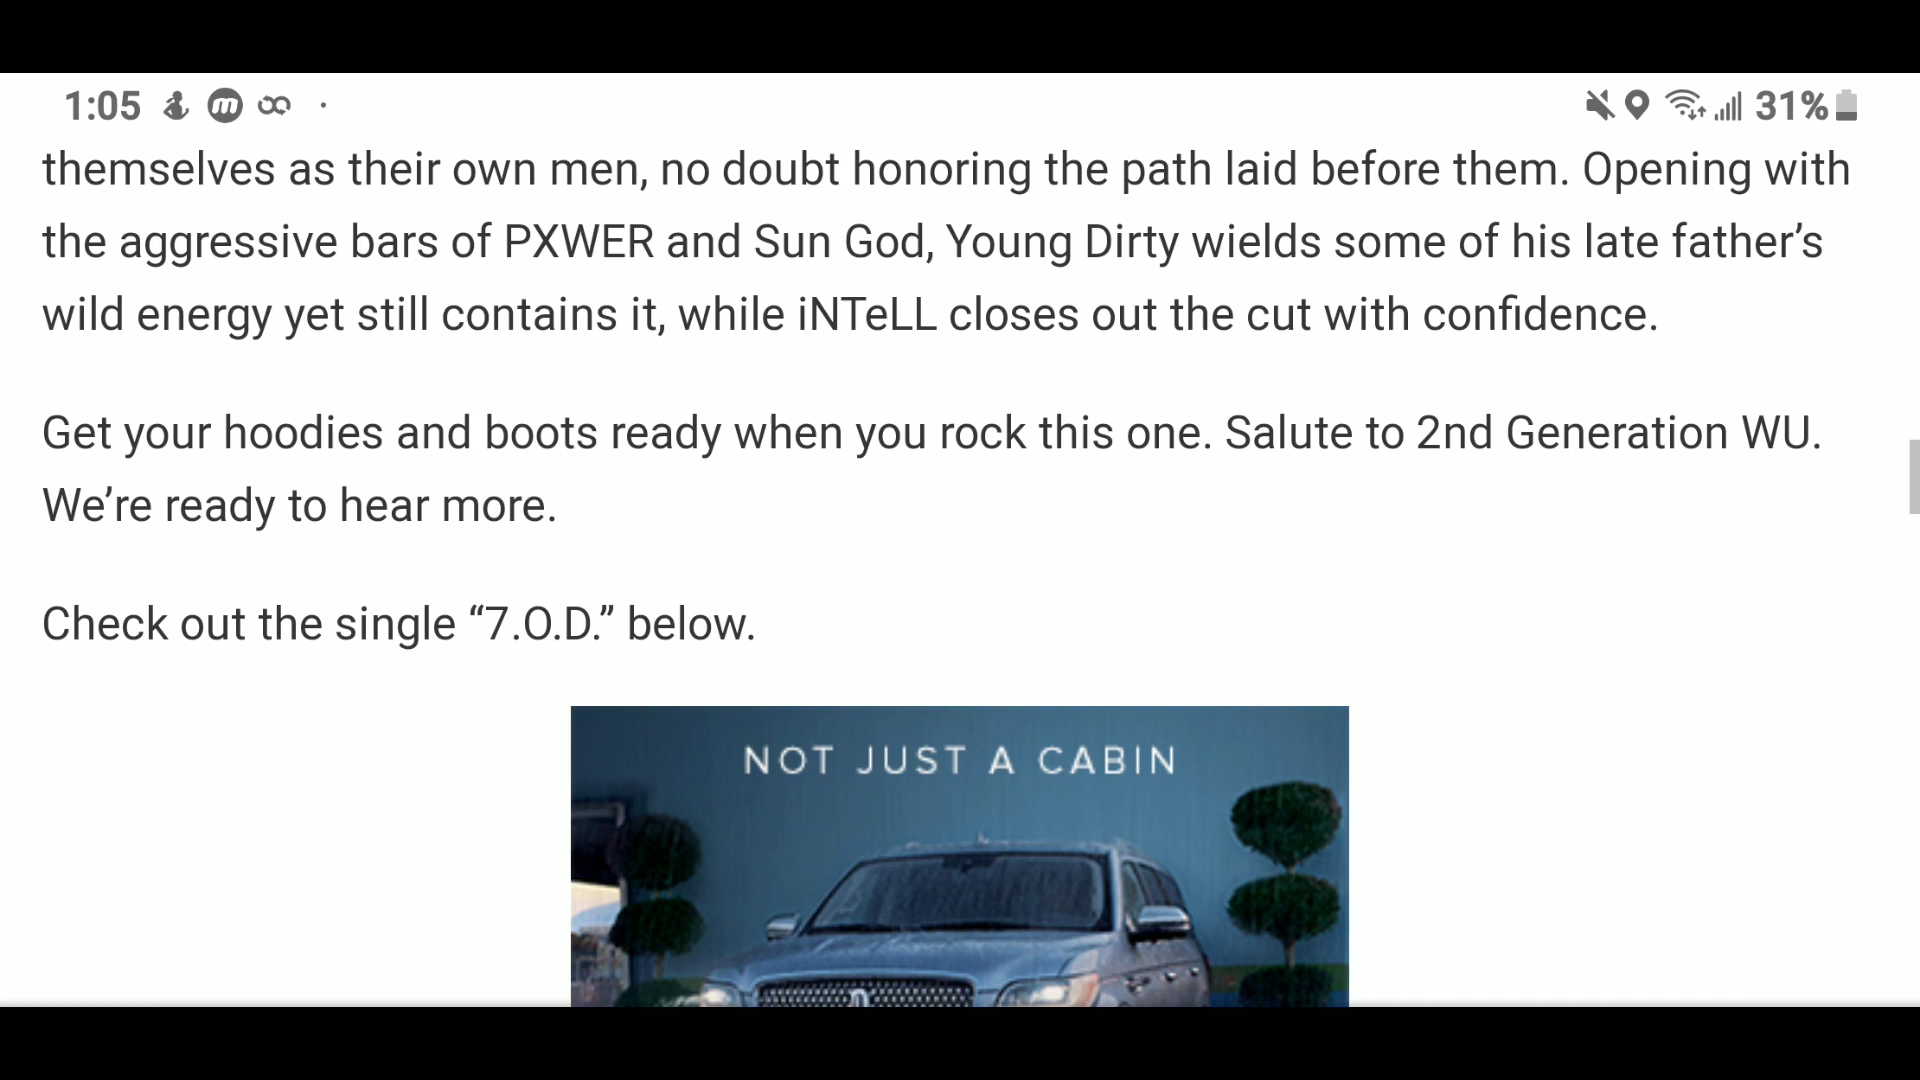 1:05
31%
themselves as their own men, no doubt honoring the path laid before them. Opening with
the aggressive bars of PXWER and Sun God, Young Dirty wields some of his late father’s
wild energy yet still contains it, while iNTeLL closes out the cut with confidence.
Get your hoodies and boots ready when you rock this one. Salute to 2nd Generation WU.
We’re ready to hear more.
Check out the single “7.O.D.” below.
NOT JUST A CABIN